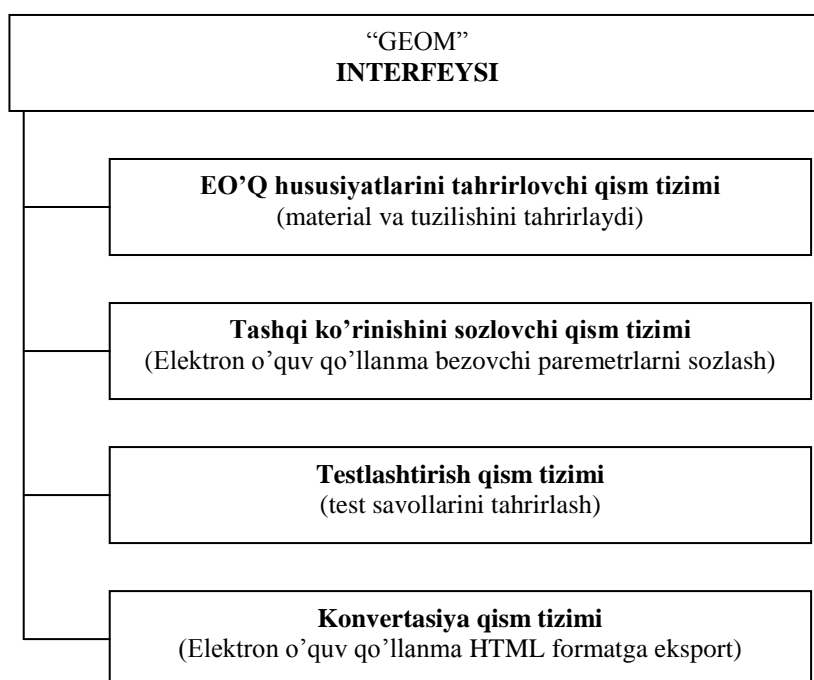 “GEOM”
INTERFEYSI
EO’Q hususiyatlarini tahrirlovchi qism tizimi
(material va tuzilishini tahrirlaydi)
Tashqi ko’rinishini sozlovchi qism tizimi
(Elektron o’quv qo’llanma bezovchi paremetrlarni sozlash)
Testlashtirish qism tizimi
(test savollarini tahrirlash)
Konvertasiya qism tizimi
(Elektron o’quv qo’llanma HTML formatga eksport)